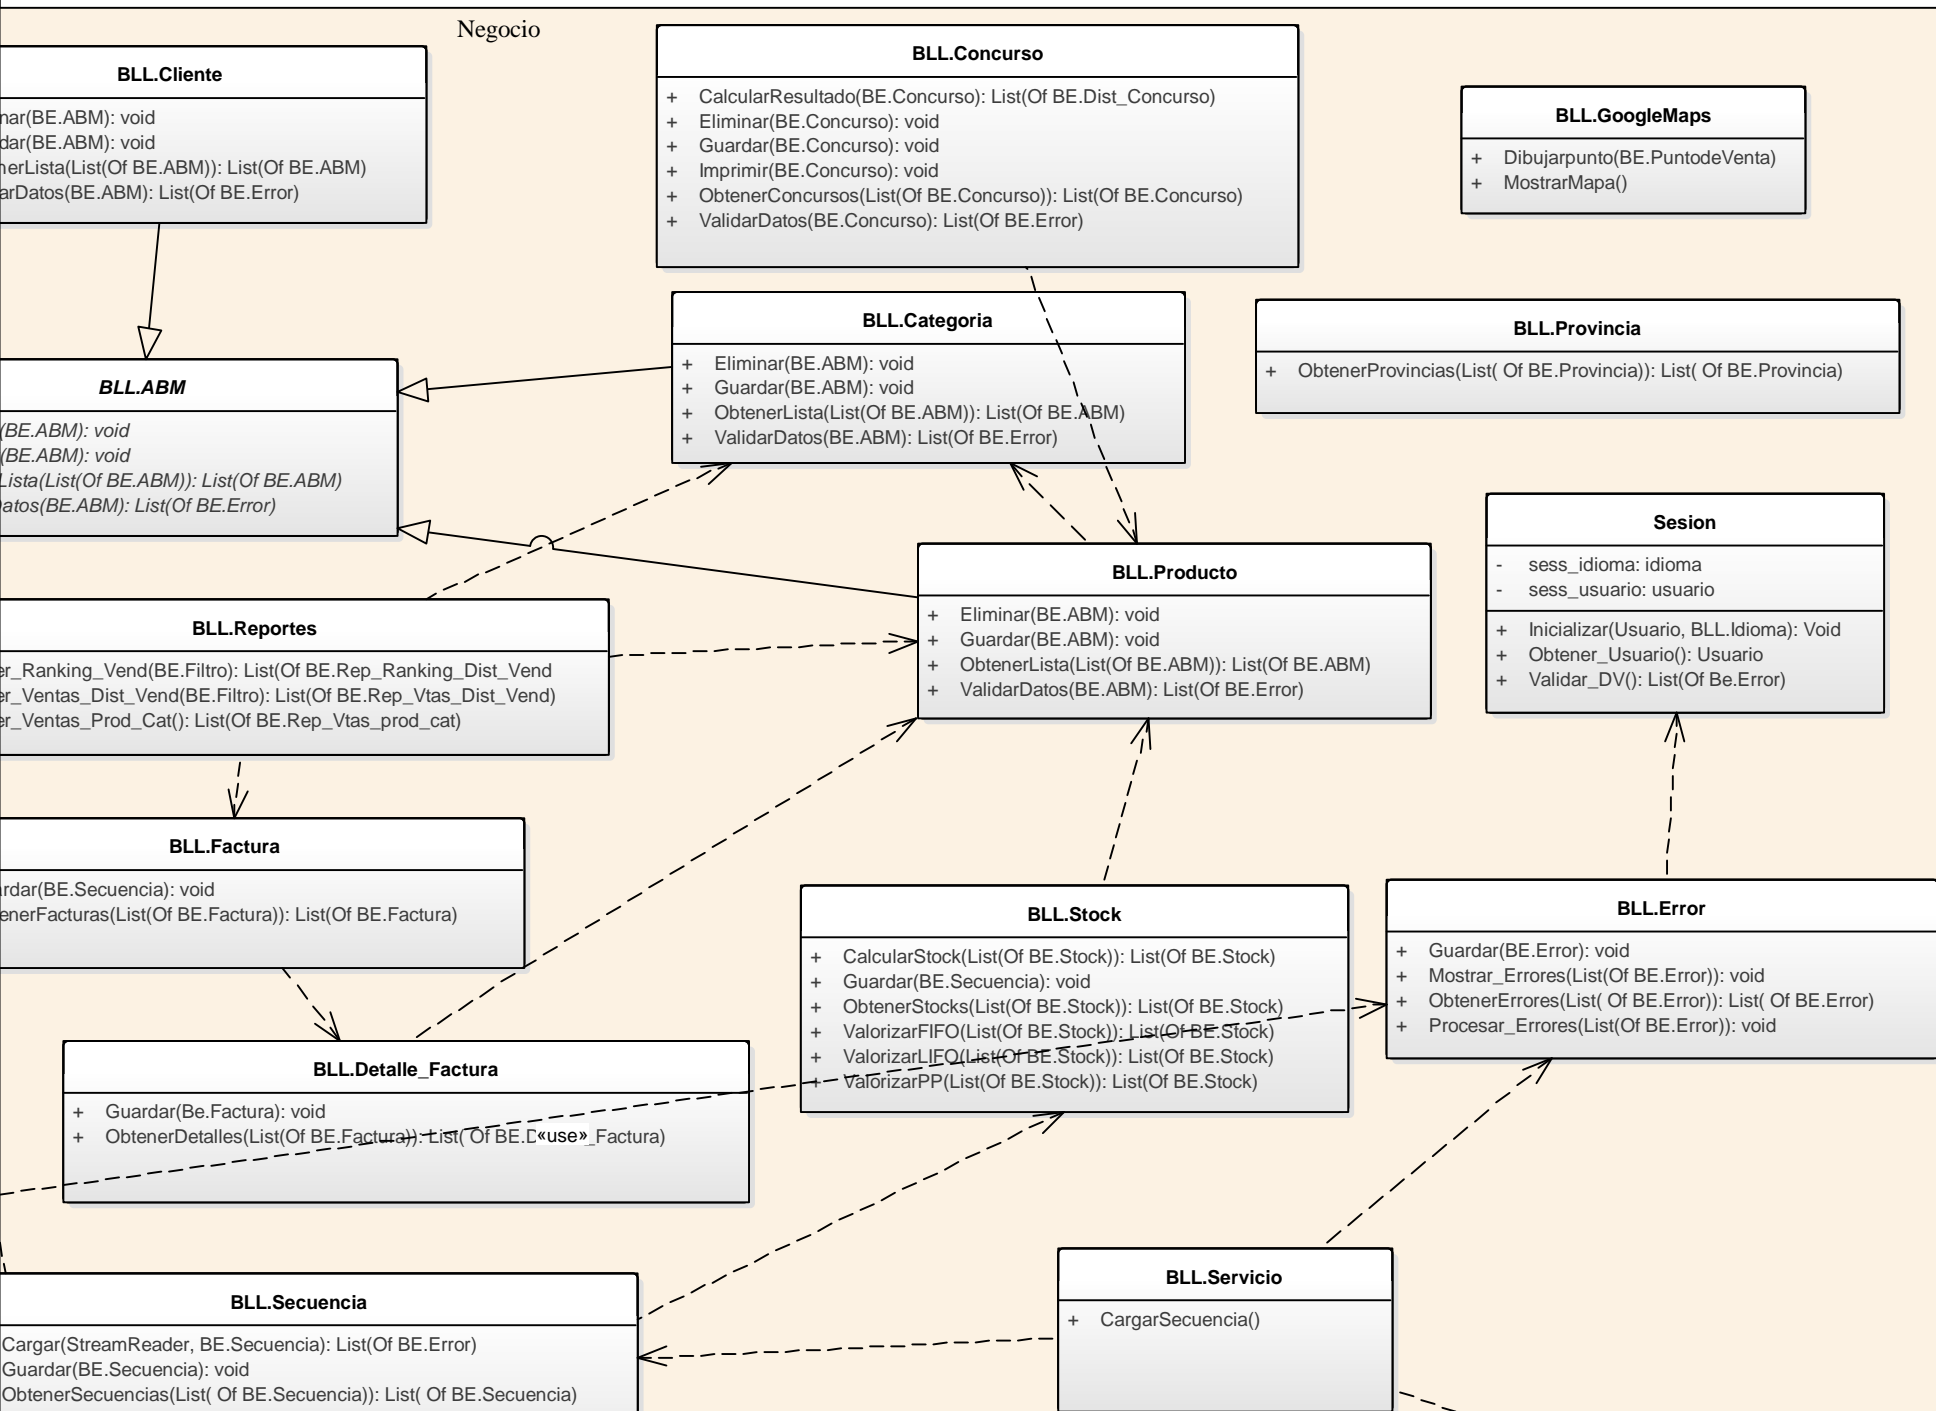 Negocio
BLL.Cliente
nar(BE.ABM): void
dar(BE.ABM): void
nerLista(List(Of BE.ABM)): List(Of BE.ABM)
arDatos(BE.ABM): List(Of BE.Error)
BLL.Concurso
+ CalcularResultado(BE.Concurso): List(Of BE.Dist_Concurso)
+ Eliminar(BE.Concurso): void
+ Guardar(BE.Concurso): void
+ Imprimir(BE.Concurso): void
+ ObtenerConcursos(List(Of BE.Concurso)): List(Of BE.Concurso)
+ ValidarDatos(BE.Concurso): List(Of BE.Error)
BLL.GoogleMaps
+ Dibujarpunto(BE.PuntodeVenta)
+ MostrarMapa()
BLL.Categoria
+ Eliminar(BE.ABM): void
+ Guardar(BE.ABM): void
+ ObtenerLista(List(Of BE.ABM)): List(Of BE.ABM)
+ ValidarDatos(BE.ABM): List(Of BE.Error)
BLL.Provincia
+ ObtenerProvincias(List( Of BE.Provincia)): List( Of BE.Provincia)
BLL.ABM
(BE.ABM): void
(BE.ABM): void
Lista(List(Of BE.ABM)): List(Of BE.ABM)
atos(BE.ABM): List(Of BE.Error)
BLL.Producto
+ Eliminar(BE.ABM): void
+ Guardar(BE.ABM): void
+ ObtenerLista(List(Of BE.ABM)): List(Of BE.ABM)
+ ValidarDatos(BE.ABM): List(Of BE.Error)
Sesion
- sess_idioma: idioma
- sess_usuario: usuario
+ Inicializar(Usuario, BLL.Idioma): Void
+ Obtener_Usuario(): Usuario
+ Validar_DV(): List(Of Be.Error)
BLL.Reportes
er_Ranking_Vend(BE.Filtro): List(Of BE.Rep_Ranking_Dist_Vend
er_Ventas_Dist_Vend(BE.Filtro): List(Of BE.Rep_Vtas_Dist_Vend)
er_Ventas_Prod_Cat(): List(Of BE.Rep_Vtas_prod_cat)
BLL.Factura
rdar(BE.Secuencia): void
enerFacturas(List(Of BE.Factura)): List(Of BE.Factura)
BLL.Stock
+ CalcularStock(List(Of BE.Stock)): List(Of BE.Stock)
+ Guardar(BE.Secuencia): void
+ ObtenerStocks(List(Of BE.Stock)): List(Of BE.Stock)
+ ValorizarFIFO(List(Of BE.Stock)): List(Of BE.Stock)
+ ValorizarLIFO(List(Of BE.Stock)): List(Of BE.Stock)
+ ValorizarPP(List(Of BE.Stock)): List(Of BE.Stock)
BLL.Error
+ Guardar(BE.Error): void
+ Mostrar_Errores(List(Of BE.Error)): void
+ ObtenerErrores(List( Of BE.Error)): List( Of BE.Error)
+ Procesar_Errores(List(Of BE.Error)): void
BLL.Detalle_Factura
+ Guardar(Be.Factura): void
+ ObtenerDetalles(List(Of BE.Factura)): List( Of BE.D«use»_Factura)
BLL.Secuencia
Cargar(StreamReader, BE.Secuencia): List(Of BE.Error)
Guardar(BE.Secuencia): void
ObtenerSecuencias(List( Of BE.Secuencia)): List( Of BE.Secuencia)
BLL.Servicio
+ CargarSecuencia()